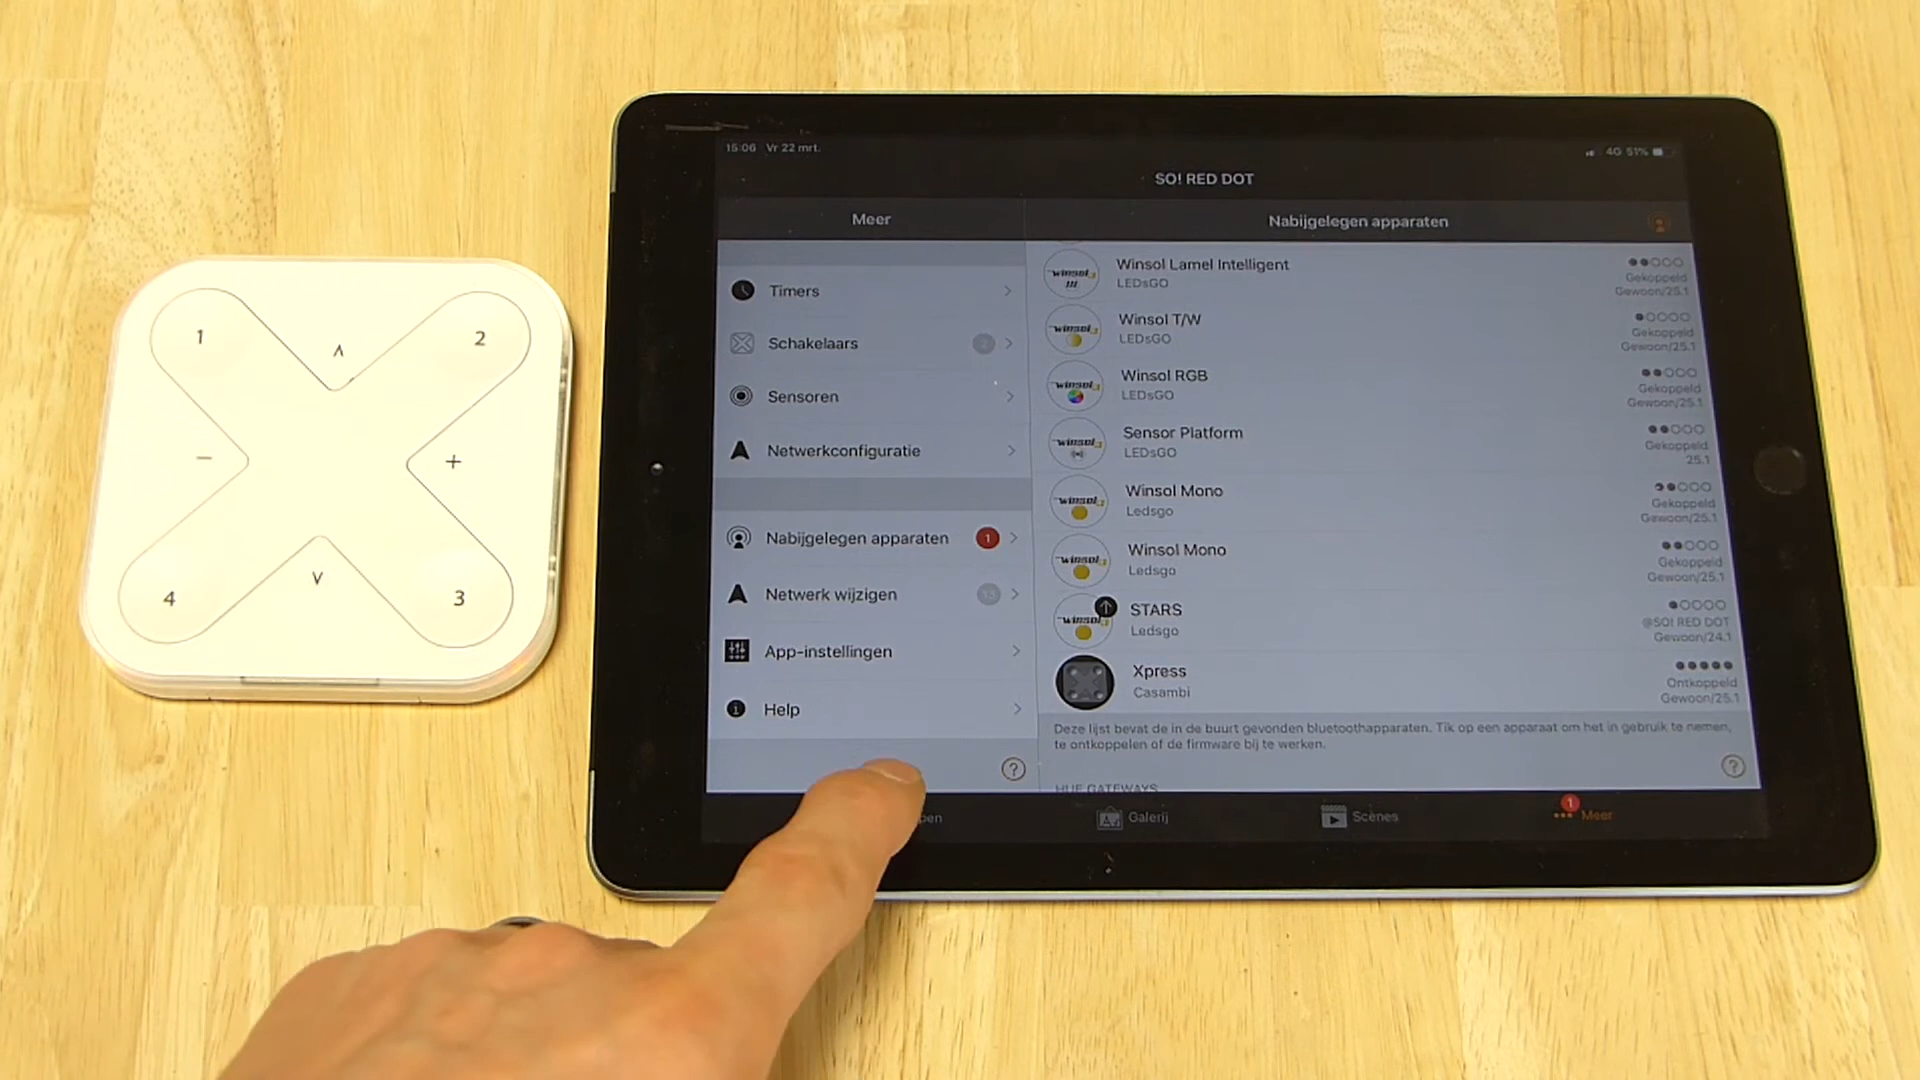 15:06 Vr 22 mrt.
4G 51%
SO! RED DOT
Meer
Nabijgelegen apparaten
Timers
Schakelaars
Sensoren
Netwerkconfiguratie
Nabijgelegen apparaten 1
Netwerk wijzigen
App-instellingen
Help
?
Winsol Lamel Intelligent
LEDsGO
Gekoppeld
Gewoon/25.1
Winsol T/W
LEDsGO
Gekoppeld
Gewoon/25.1
Winsol RGB
LEDsGO
Gekoppeld
Gewoon/25.1
Sensor Platform
LEDsGO
Gekoppeld
25.1
Winsol Mono
Ledsgo
Gekoppeld
Gewoon/25.1
Winsol Mono
Ledsgo
Gekoppeld
Gewoon/25.1
STARS
Ledsgo
@SO! RED DOT
Gewoon/24.1
Xpress
Casambi
Ontkoppeld
Gewoon/25.1
Deze lijst bevat de in de buurt gevonden bluetoothapparaten. Tik op een apparaat om het in gebruik te nemen,
te ontkoppelen of de firmware bij te werken.
?
HUE GATEWAYS
pen
Galerij
Scènes
1
Meer
1
2
-
+
4
3